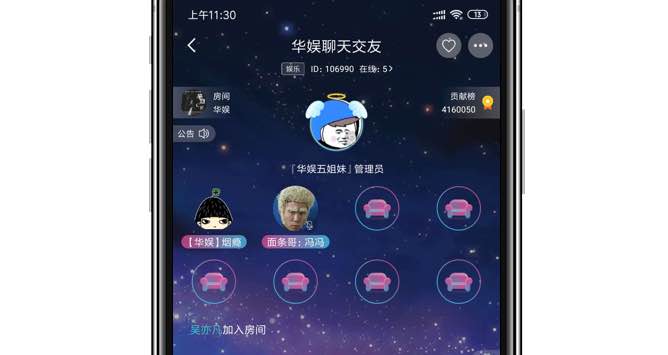 上午11:30
13
华娱聊天交友
娱乐 ID: 106990 在线: 5
房间
华娱
贡献榜
4160050
公告
「华娱五姐妹」管理员
【华娱】烟瘾
面条哥: 冯冯
吴亦凡加入房间